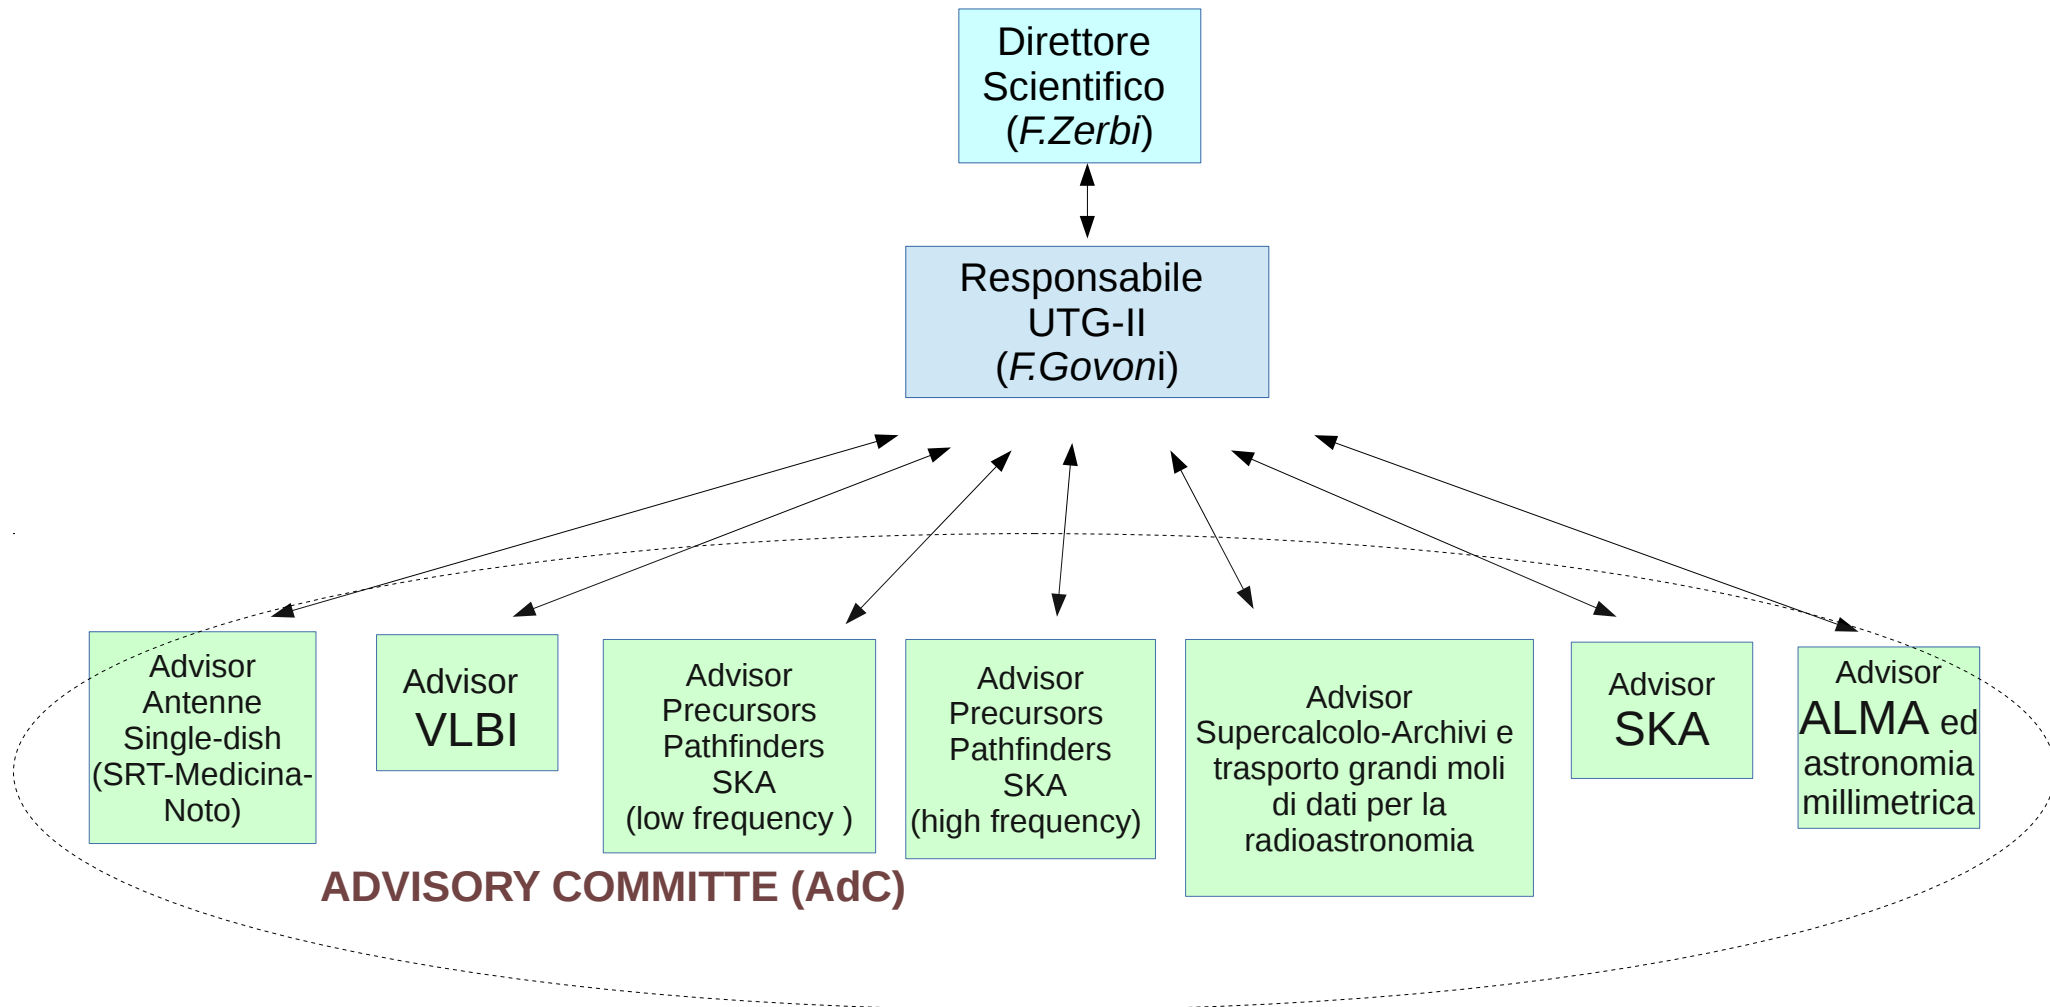 Direttore
Scientifico
(F.Zerbi)
Responsabile
UTG-II
(F.Govoni)
Advisor
Antenne
Single-dish
(SRT-Medicina-
Noto)
Advisor
VLBI
Advisor
Precursors
Pathfinders
SKA
(low frequency )
Advisor
Precursors
Pathfinders
SKA
(high frequency)
Advisor
Supercalcolo-Archivi e
trasporto grandi moli
di dati per la
radioastronomia
Advisor
SKA
Advisor
ALMA ed
astronomia
millimetrica
ADVISORY COMMITTE (AdC)